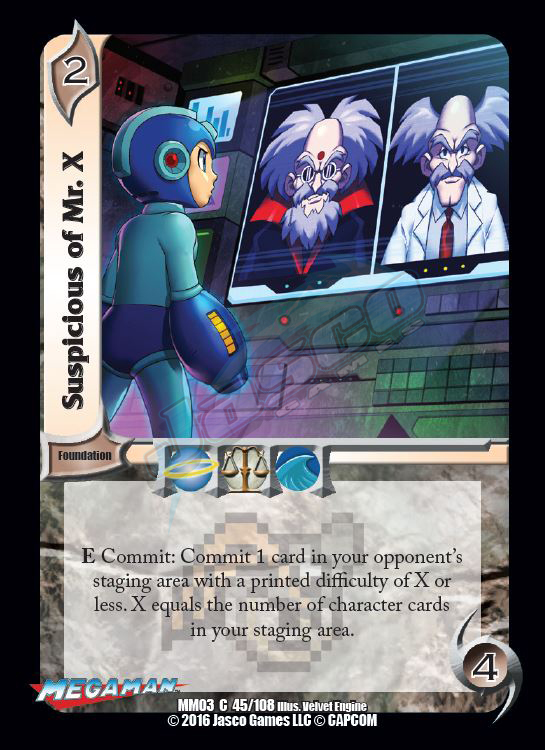 2
Suspicious of Mr. X
JASCO
Foundation
E Commit: Commit 1 card in your opponent's
staging area with a printed difficulty of X or
less. X equals the number of character cards
in your staging area.
4
MEGAMAN™
MM03 C 45/108 Illus. Velvet Engine
© 2016 Jasco Games LLC © CAPCOM